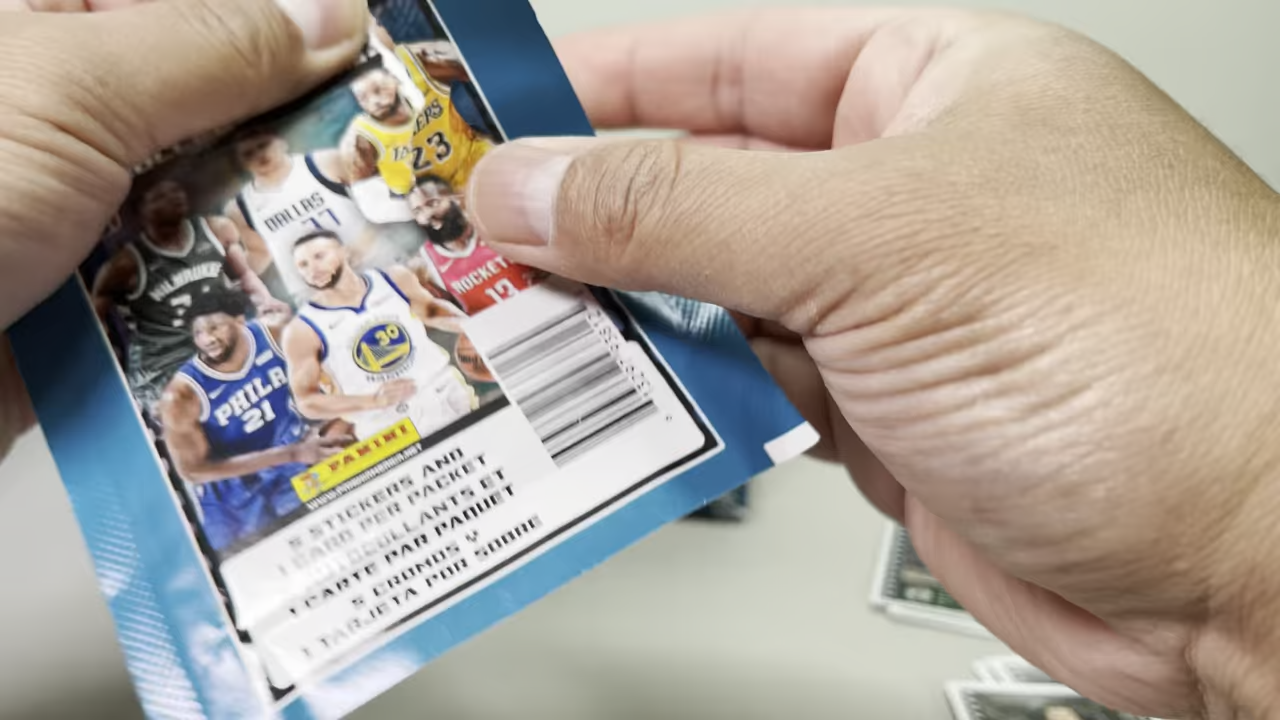 LAKERS
23
DALLAS
77
MILWAUKEE
ROCKETS
13
30
PHILA
21
PANINI
5 STICKERS AND
1 CARD PER PACKET
5 AUTOCOLLANTS ET
1 CARTE PAR PAQUET
5 CROMOS Y
1 TARJETA POR SOBRE